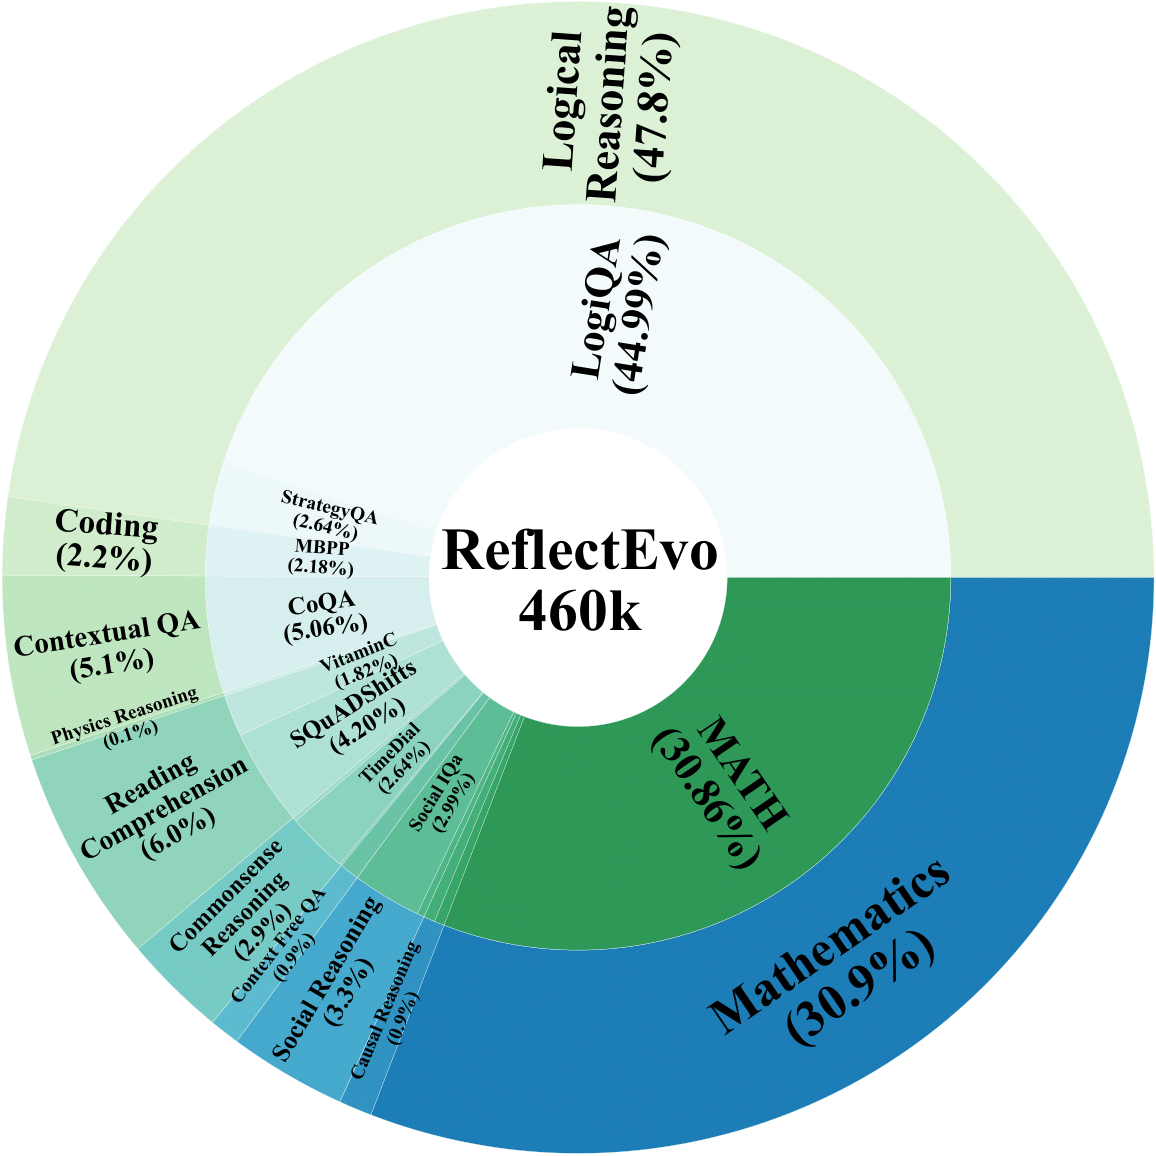 Logical
Reasoning
(47.8%)
LogiQA
(44.99%)
StrategyQA
(2.64%)
MBPP
(2.18%)
CoQA
(5.06%)
VitaminC
(1.82%)
SQuADShifts
(4.20%)
TimeDial
(2.64%)
Social IQa
(2.99%)
MATH
(30.86%)
ReflectEvo
460k
Coding
(2.2%)
Contextual QA
(5.1%)
Physics Reasoning
(0.1%)
Reading
Comprehension
(6.0%)
Commonsense
Reasoning
(2.9%)
Context Free QA
(0.9%)
Social Reasoning
(3.3%)
Causal Reasoning
(0.9%)
Mathematics
(30.9%)